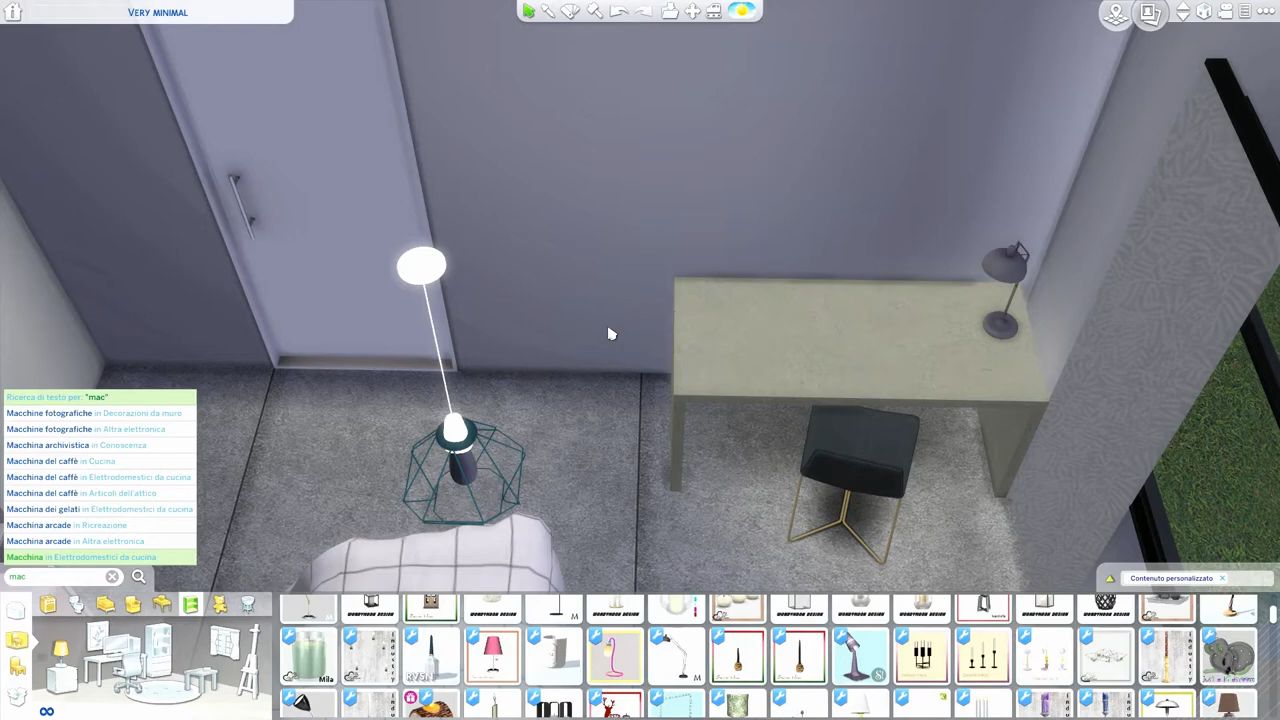 VERY MINIMAL
Ricerca di testo per: "mac"
Macchine fotografiche in Decorazioni da muro
Macchine fotografiche in Altra elettronica
Macchina archivistica in Conoscenza
Macchina del caffè in Cucina
Macchina del caffè in Elettrodomestici da cucina
Macchina del caffè in Articoli dell'attico
Macchina dei gelati in Elettrodomestici da cucina
Macchina arcade in Ricreazione
Macchina arcade in Altra elettronica
Macchina in Elettrodomestici da cucina
mac
Contenuto personalizzato
M
Mila
RVSN
M